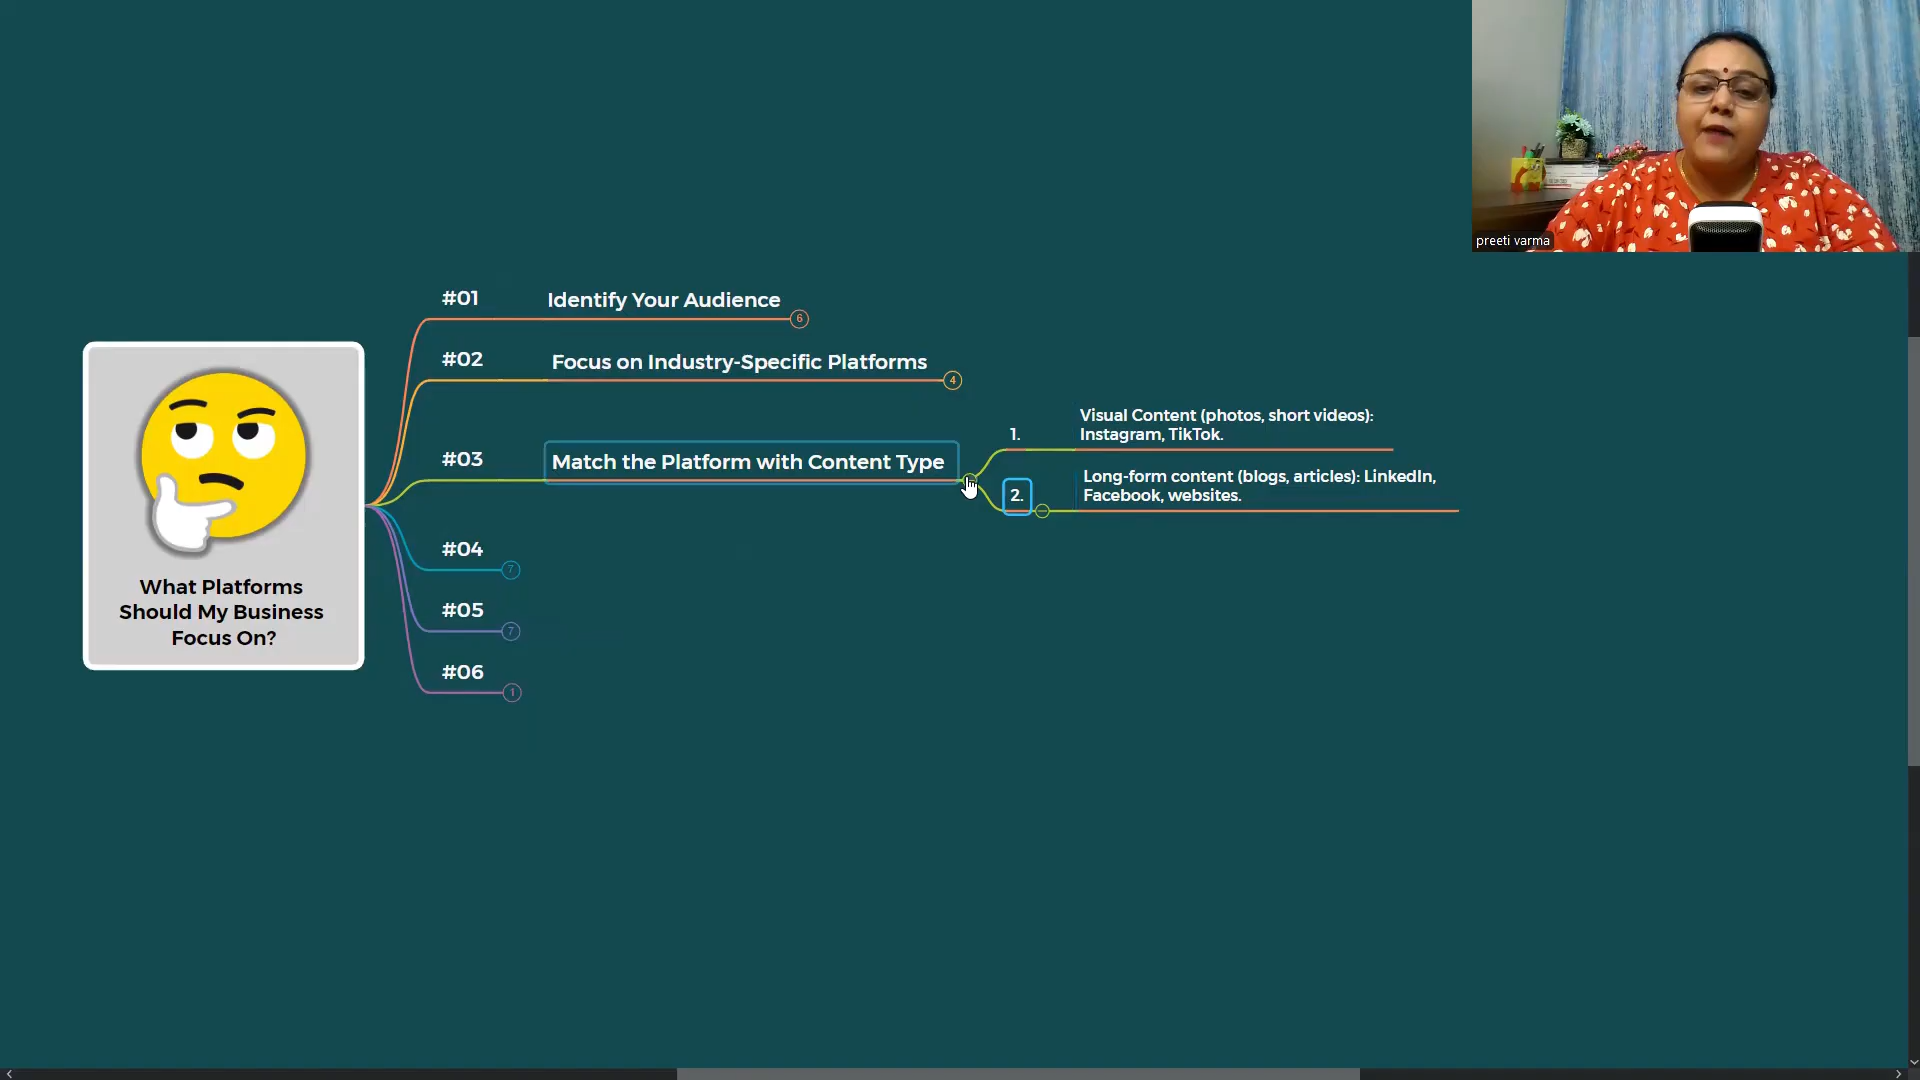 preeti varma
#01
Identify Your Audience
6
#02
Focus on Industry-Specific Platforms
4
#03
Match the Platform with Content Type
1.
Visual Content (photos, short videos):
Instagram, TikTok.
2.
Long-form content (blogs, articles): LinkedIn,
Facebook, websites.
#04
7
#05
7
#06
1
What Platforms
Should My Business
Focus On?